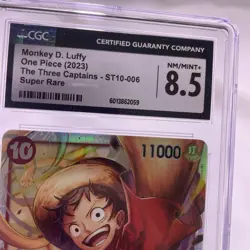 CGC
CERTIFIED GUARANTY COMPANY
Monkey D. Luffy
One Piece (2023)
The Three Captains - ST10-006
Super Rare
6013862059
NM/MINT+
8.5
10
11000